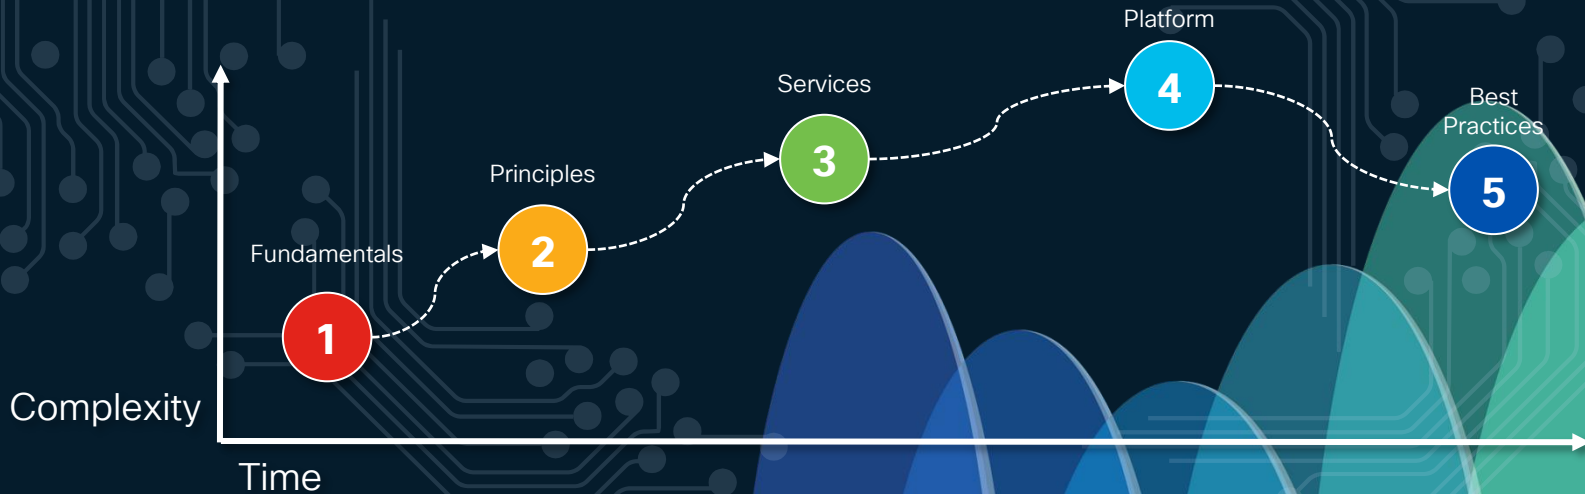 Platform
4
Services
3
Best
Practices
5
Principles
2
Fundamentals
1
Complexity
Time